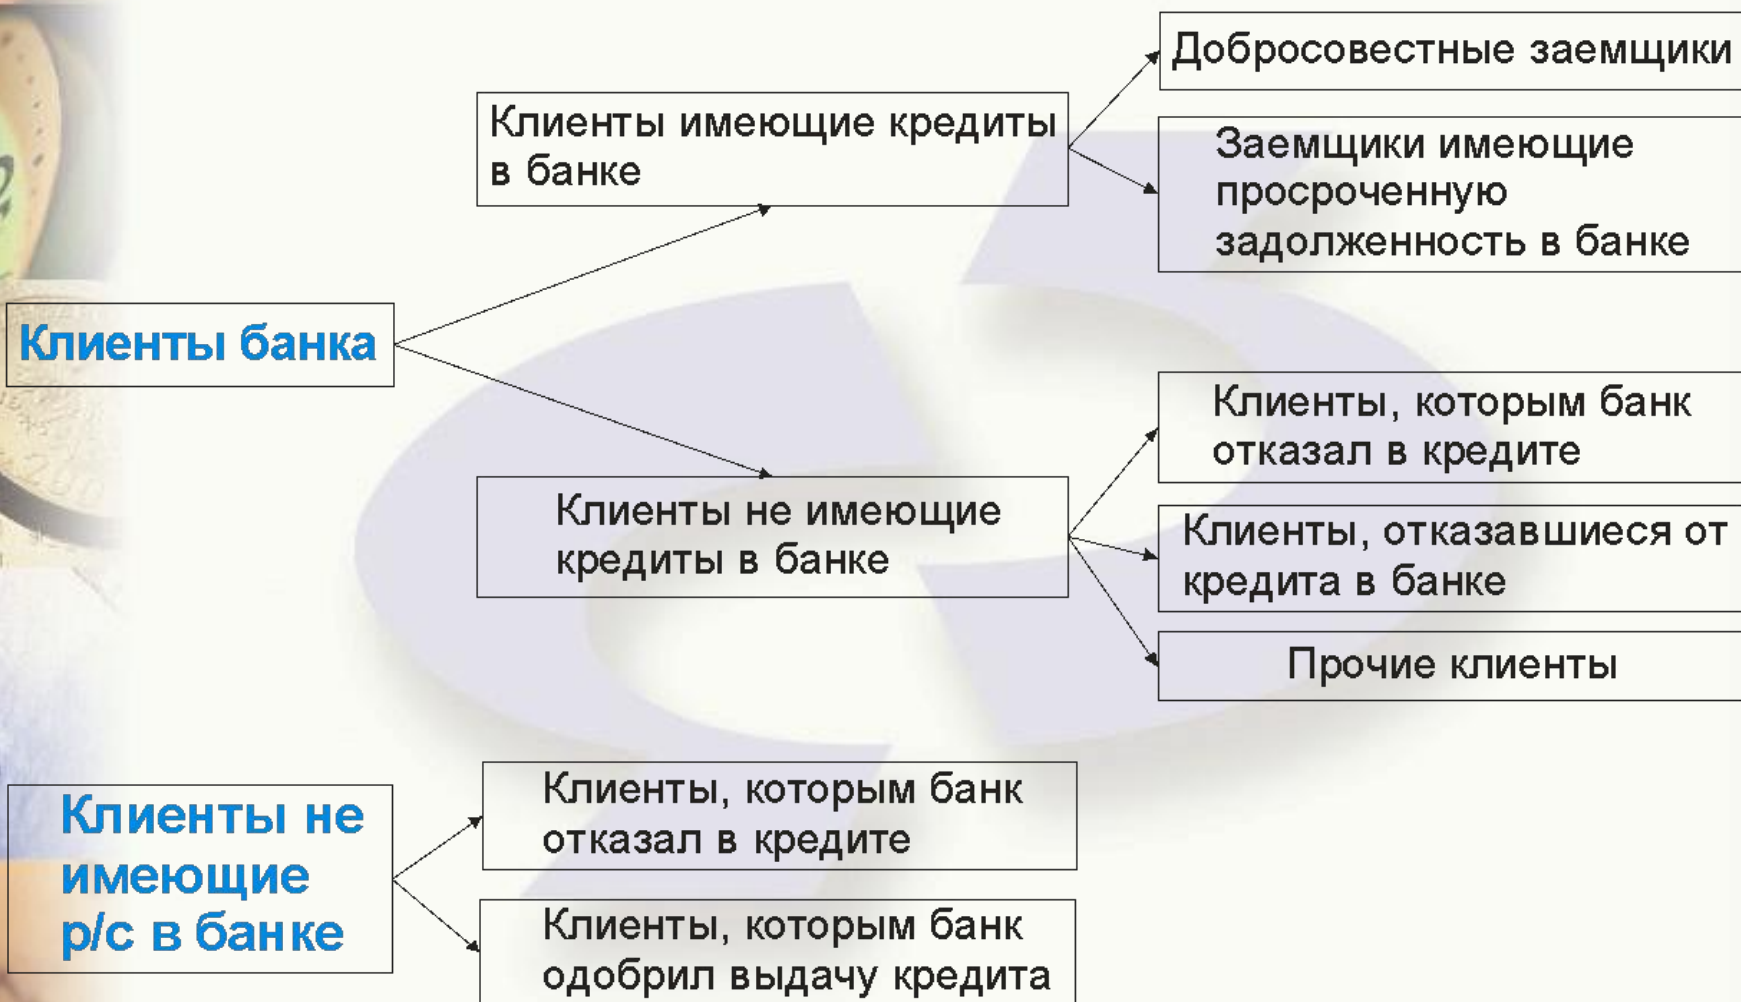 Добросовестные заемщики
Клиенты имеющие кредиты
в банке
Заемщики имеющие
просроченную
задолженность в банке
Клиенты банка
Клиенты, которым банк
отказал в кредите
Клиенты не имеющие
кредиты в банке
Клиенты, отказавшиеся от
кредита в банке
Прочие клиенты
Клиенты не
имеющие
р/с в банке
Клиенты, которым банк
отказал в кредите
Клиенты, которым банк
одобрил выдачу кредита